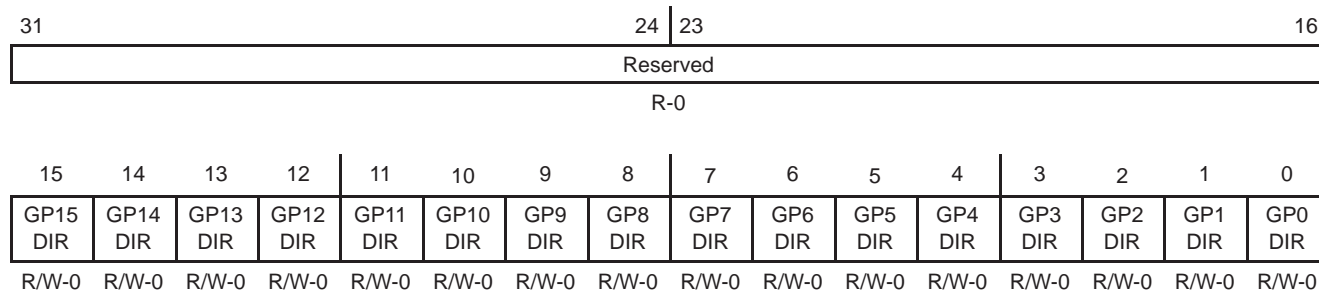 31 24 23 16
Reserved
R-0
15 14 13 12 11 10 9 8 7 6 5 4 3 2 1 0
GP15 GP14 GP13 GP12 GP11 GP10 GP9 GP8 GP7 GP6 GP5 GP4 GP3 GP2 GP1 GP0
DIR DIR DIR DIR DIR DIR DIR DIR DIR DIR DIR DIR DIR DIR DIR DIR
R/W-0 R/W-0 R/W-0 R/W-0 R/W-0 R/W-0 R/W-0 R/W-0 R/W-0 R/W-0 R/W-0 R/W-0 R/W-0 R/W-0 R/W-0 R/W-0